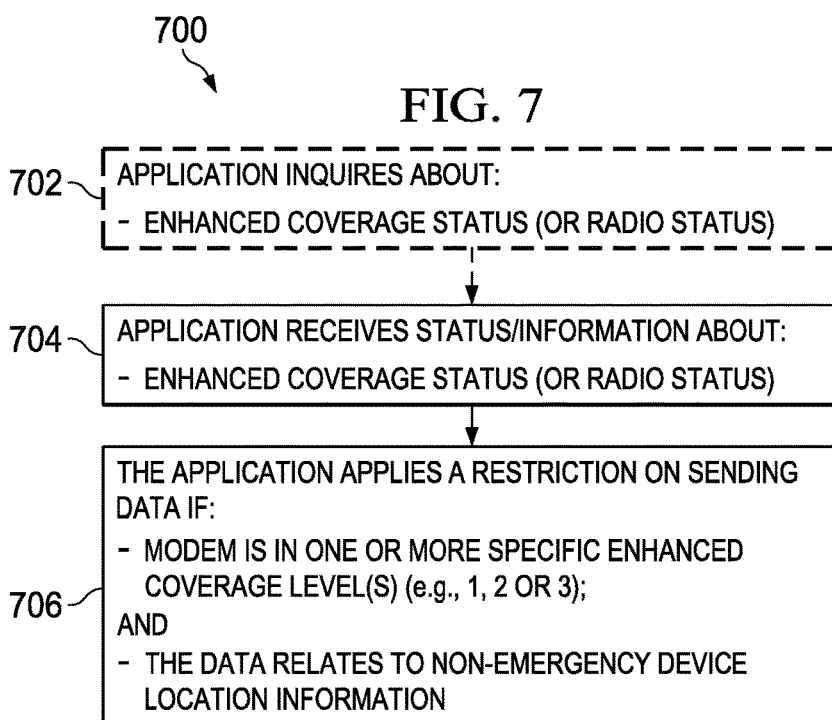 700
FIG. 7
702
APPLICATION INQUIRES ABOUT:
- ENHANCED COVERAGE STATUS (OR RADIO STATUS)
704
APPLICATION RECEIVES STATUS/INFORMATION ABOUT:
- ENHANCED COVERAGE STATUS (OR RADIO STATUS)
706
THE APPLICATION APPLIES A RESTRICTION ON SENDING
DATA IF:
- MODEM IS IN ONE OR MORE SPECIFIC ENHANCED
COVERAGE LEVEL(S) (e.g., 1, 2 OR 3);
AND
- THE DATA RELATES TO NON-EMERGENCY DEVICE
LOCATION INFORMATION